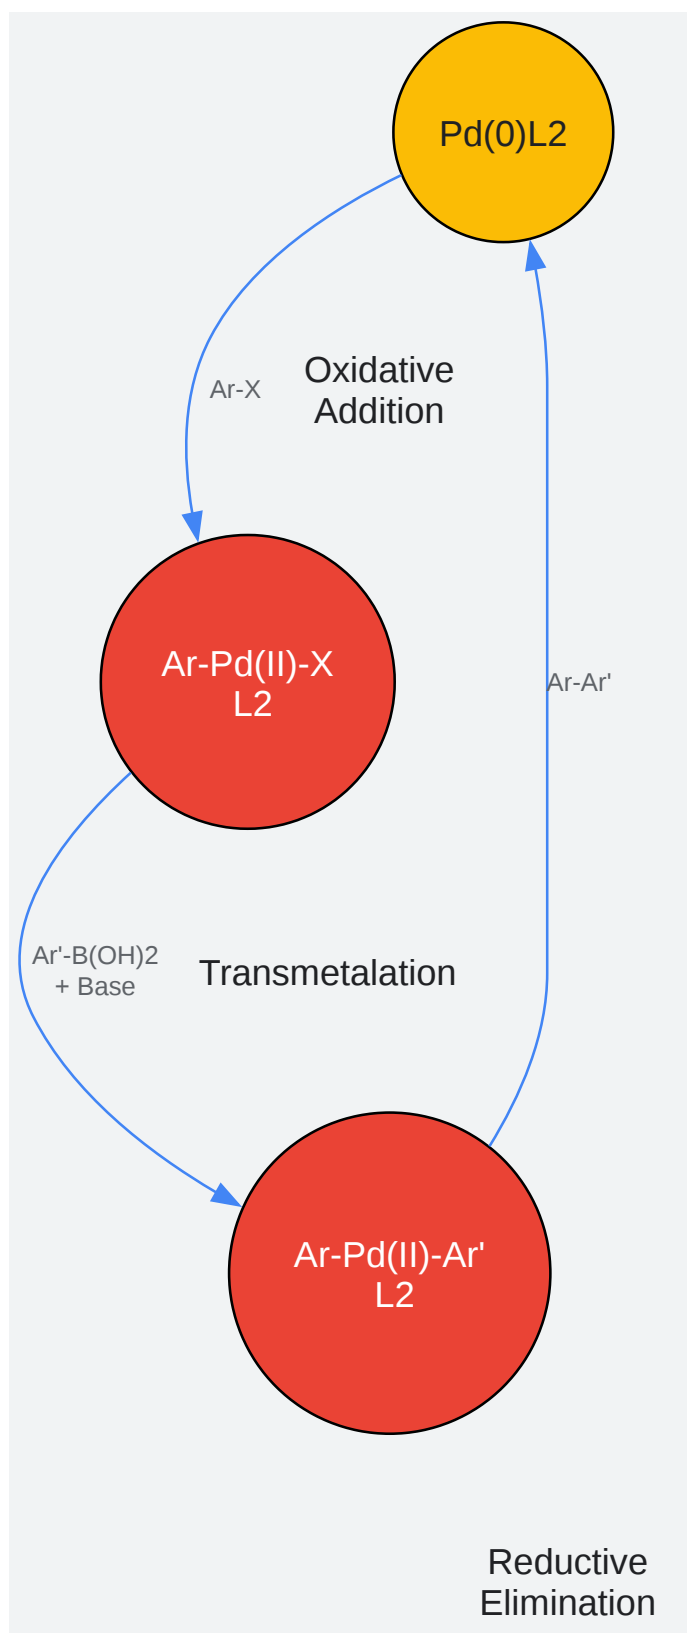 Pd(0)L2
Ar-X
Oxidative
Addition
Ar-Pd(II)-X
L2
Ar-Ar'
Ar'-B(OH)2
+ Base
Transmetalation
Ar-Pd(II)-Ar'
L2
Reductive
Elimination